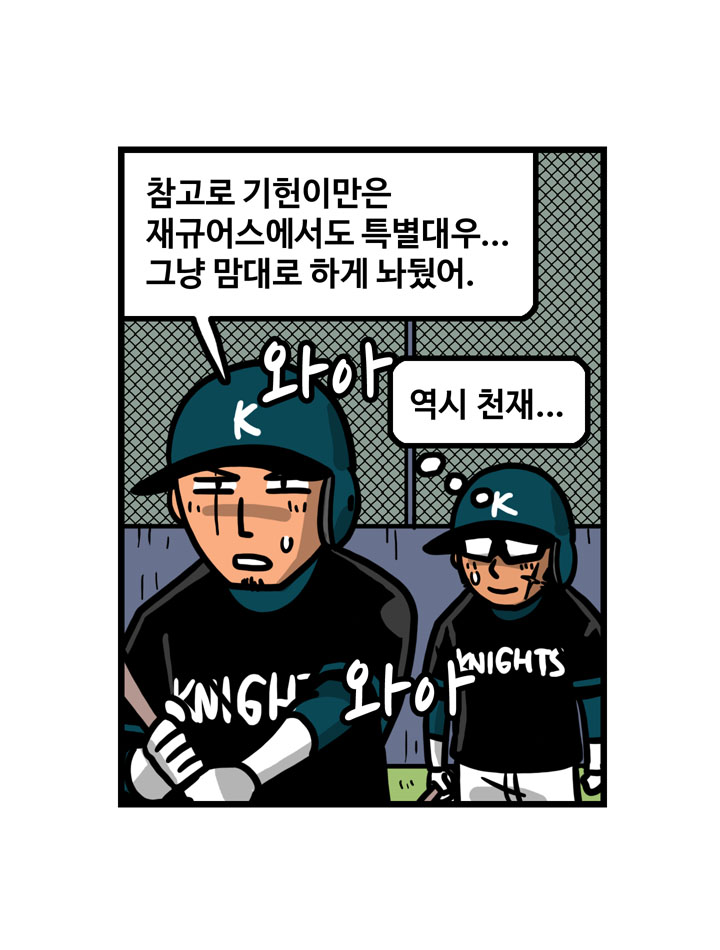 참고로 기헌이만은
재규어스에서도 특별대우...
그냥 맘대로 하게 놔뒀어.
와아
역시 천재...
K
K
KNIGHTS
KNIGHT
와아